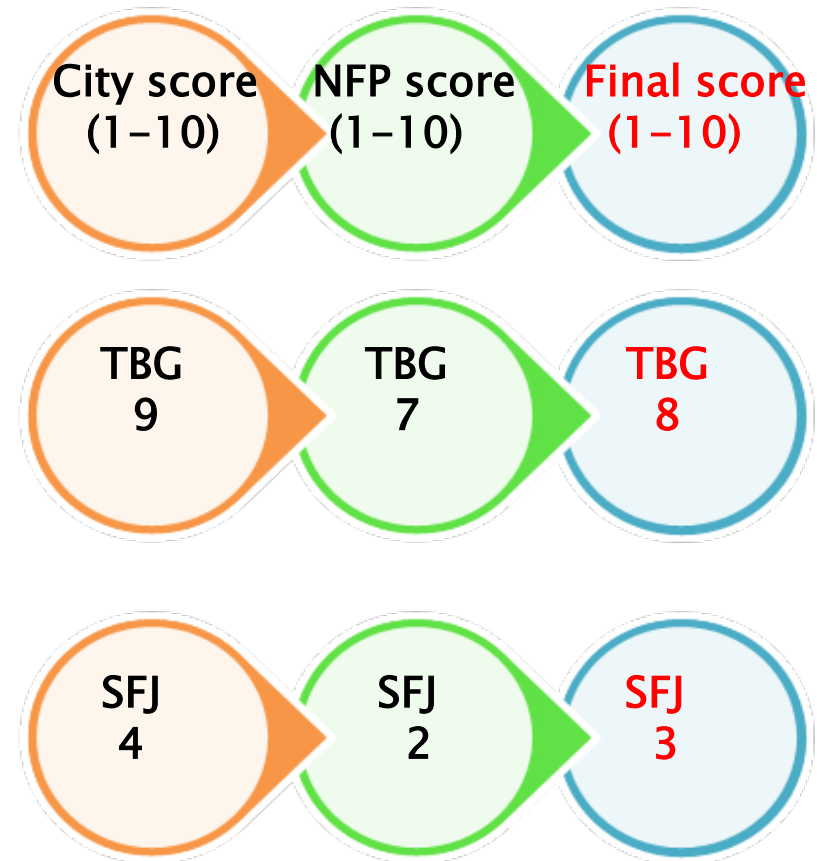 City score
(1–10)
NFP score
(1–10)
Final score
(1–10)
TBG
9
TBG
7
TBG
8
SFJ
4
SFJ
2
SFJ
3